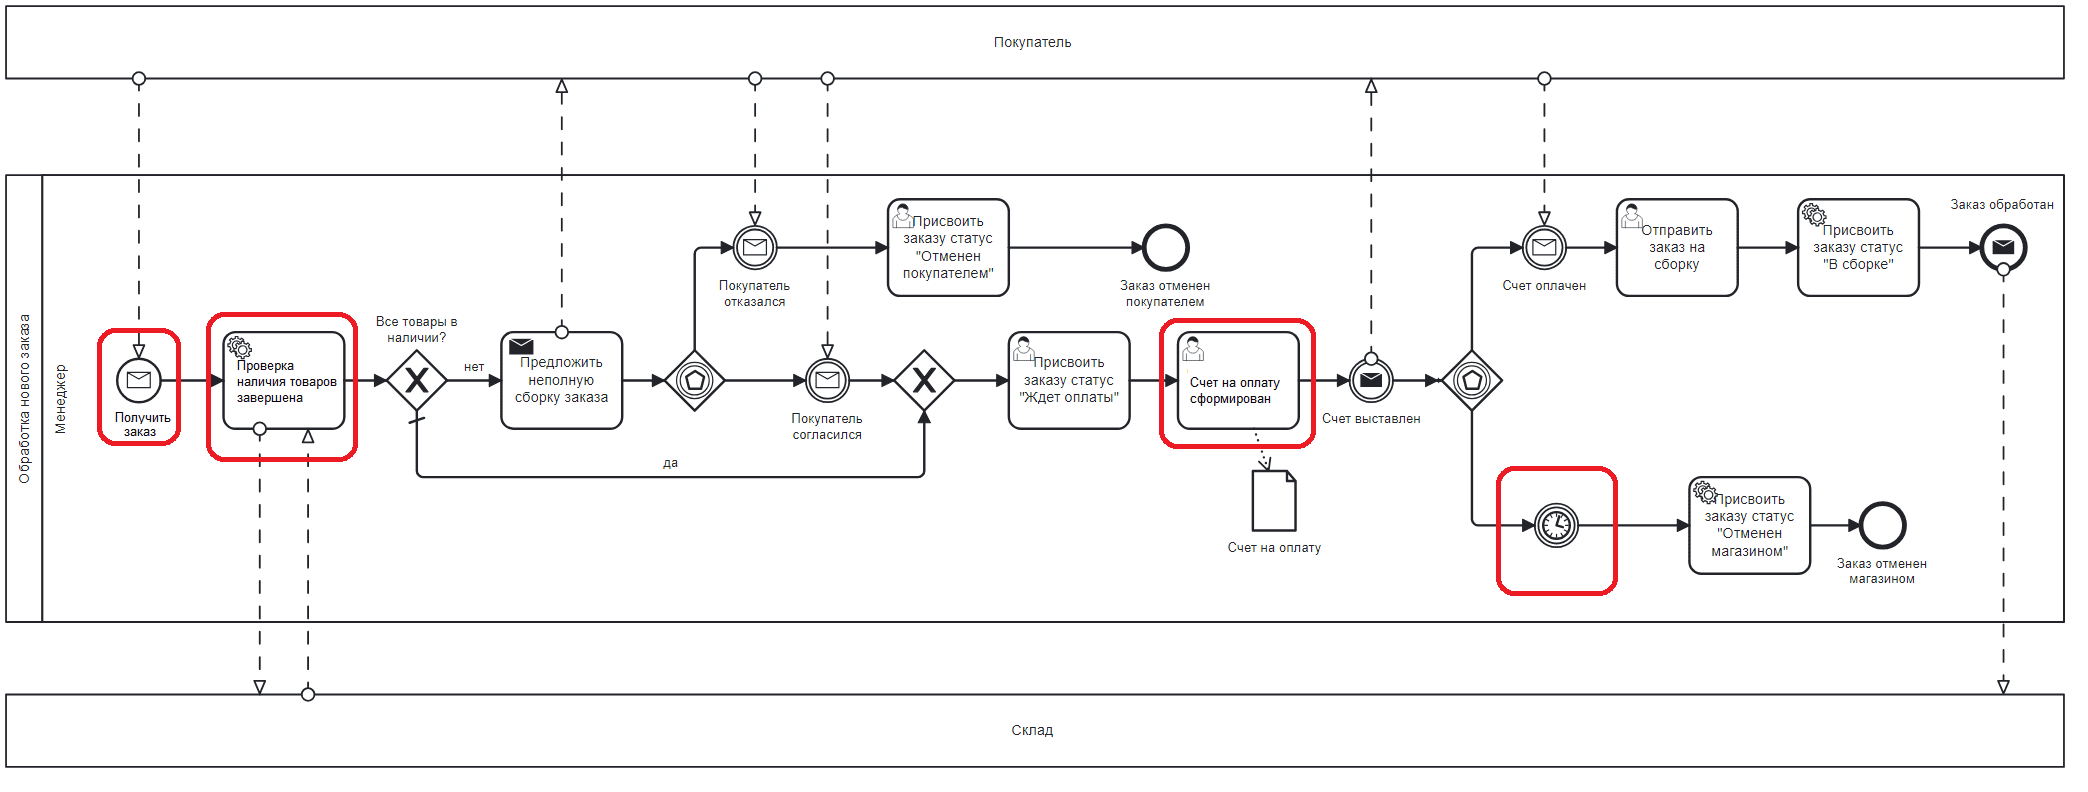 Покупатель
Обработка нового заказа
Менеджер
Получить
заказ
Проверка
наличия товаров
завершена
Все товары в
наличии?
нет
да
Предложить
неполную
сборку заказа
Покупатель
отказался
Покупатель
согласился
Присвоить
заказу статус
"Отменен
покупателем"
Заказ отменен
покупателем
Присвоить
заказу статус
"Ждет оплаты"
Счет на оплату
сформирован
Счет на оплату
Счет выставлен
Счет оплачен
Отправить
заказ на
сборку
Присвоить
заказу статус
"В сборке"
Заказ обработан
Присвоить
заказу статус
"Отменен
магазином"
Заказ отменен
магазином
Склад